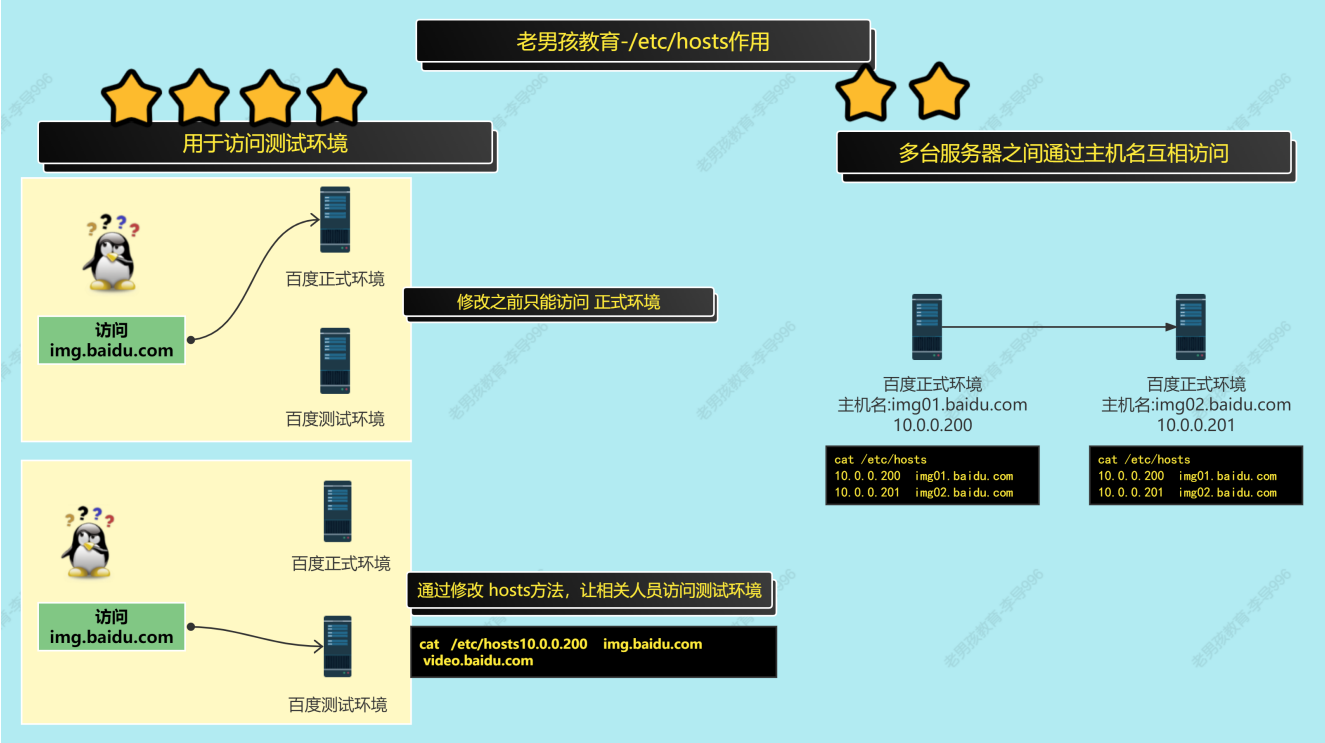 老男孩教育-/etc/hosts作用
用于访问测试环境
? ? ? ?
百度正式环境
访问
img.baidu.com
百度测试环境
修改之前只能访问 正式环境
? ? ? ?
百度正式环境
访问
img.baidu.com
百度测试环境
通过修改 hosts方法，让相关人员访问测试环境
cat /etc/hosts10.0.0.200 img.baidu.com
video.baidu.com
多台服务器之间通过主机名互相访问
百度正式环境
主机名:img01.baidu.com
10.0.0.200
cat /etc/hosts
10.0.0.200 img01.baidu.com
10.0.0.201 img02.baidu.com
百度正式环境
主机名:img02.baidu.com
10.0.0.201
cat /etc/hosts
10.0.0.200 img01.baidu.com
10.0.0.201 img02.baidu.com
老男孩教育-李导996